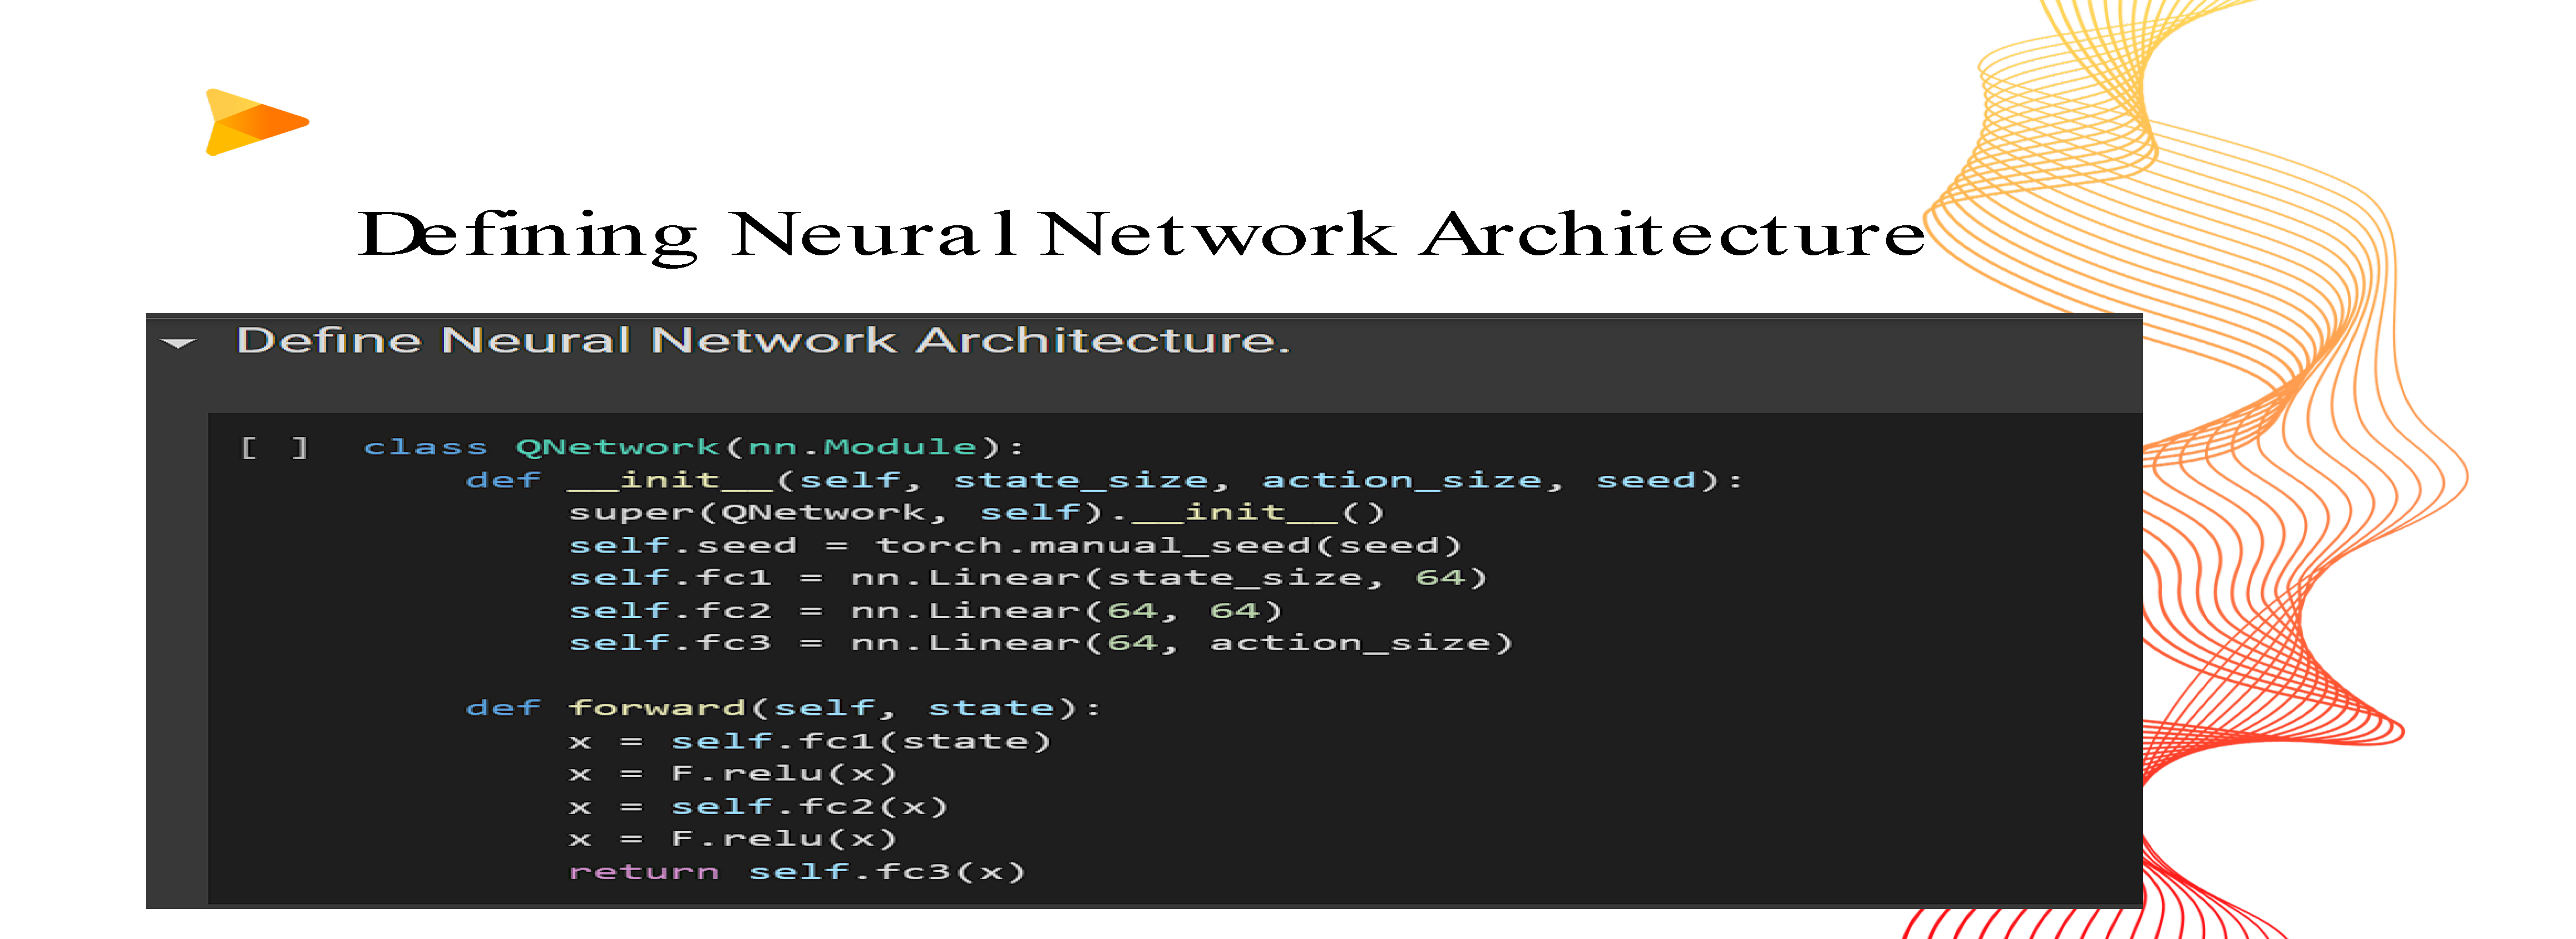 Defining Neural Network Architecture
Define Neural Network Architecture.
[ ] class QNetwork(nn.Module):
def __init__(self, state_size, action_size, seed):
super(QNetwork, self).__init__()
self.seed = torch.manual_seed(seed)
self.fc1 = nn.Linear(state_size, 64)
self.fc2 = nn.Linear(64, 64)
self.fc3 = nn.Linear(64, action_size)
def forward(self, state):
x = self.fc1(state)
x = F.relu(x)
x = self.fc2(x)
x = F.relu(x)
return self.fc3(x)